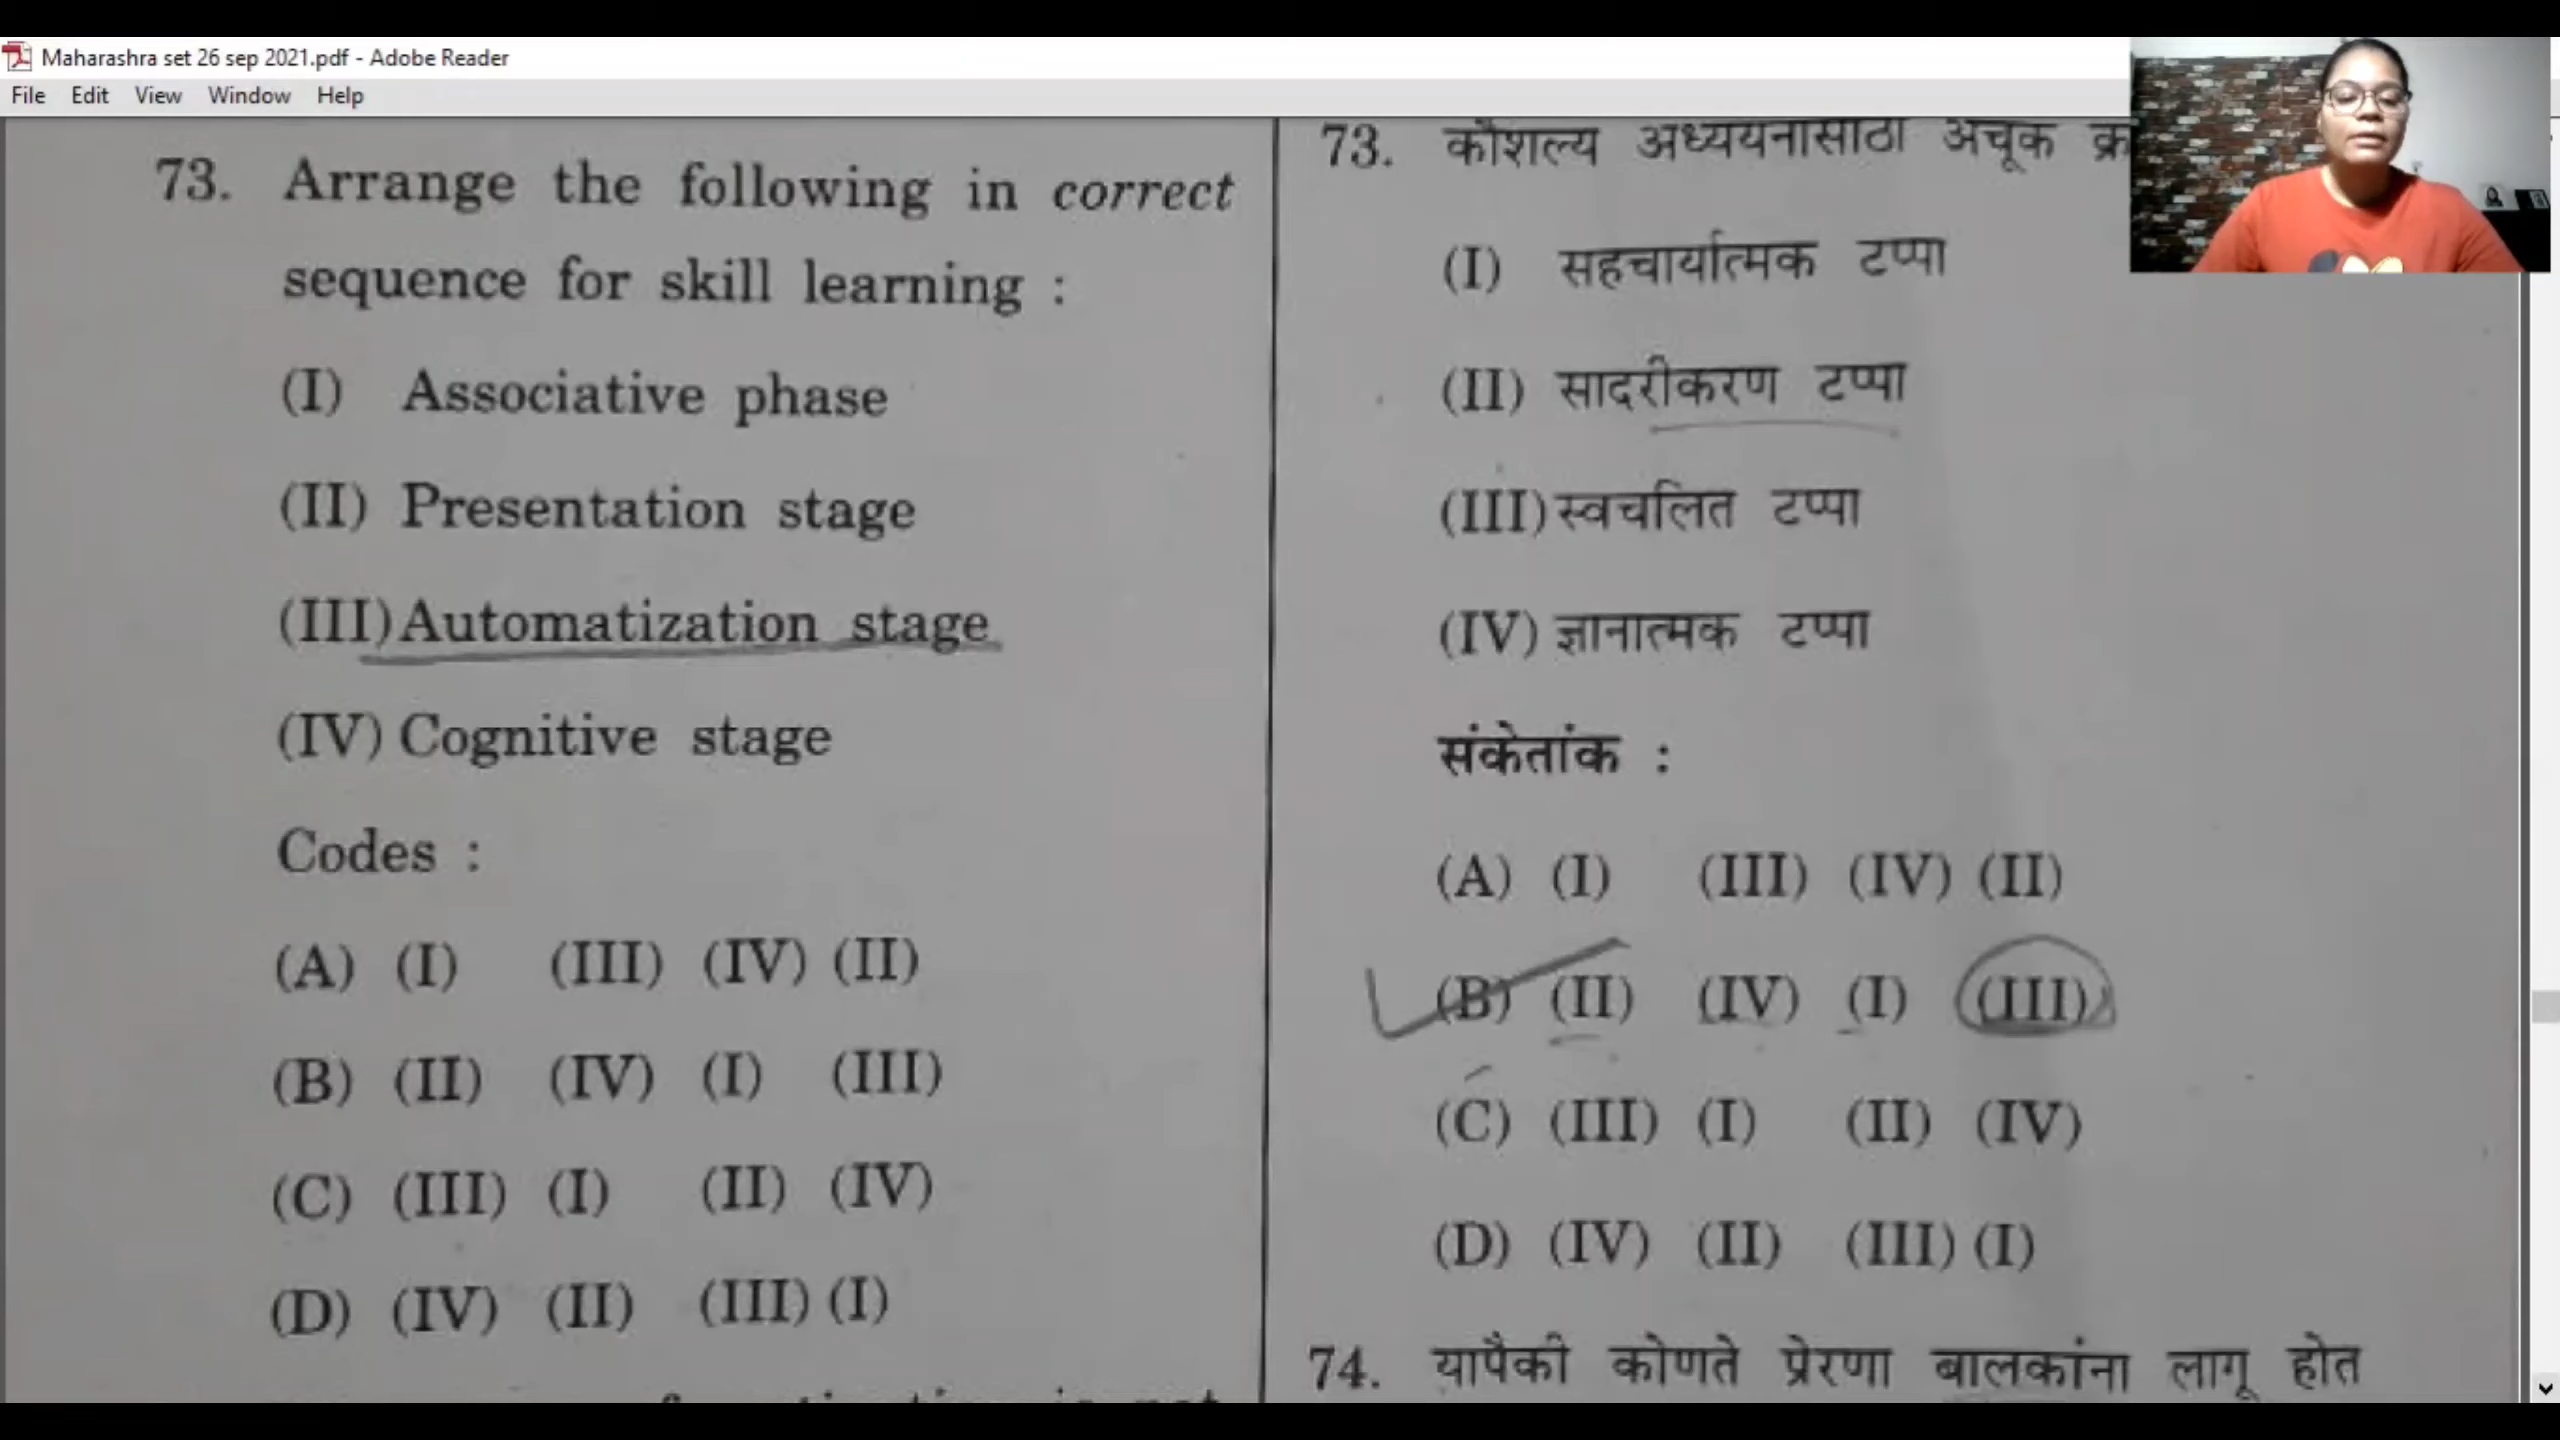 Maharashra set 26 sep 2021.pdf - Adobe Reader
File Edit View Window Help
73. Arrange the following in correct
sequence for skill learning :
(I) Associative phase
(II) Presentation stage
(III) Automatization stage
(IV) Cognitive stage
Codes :
(A) (I) (III) (IV) (II)
(B) (II) (IV) (I) (III)
(C) (III) (I) (II) (IV)
(D) (IV) (II) (III) (I)
73. कौशल्य अध्ययनासाठी अचूक
(I) सहचार्यात्मक टप्पा
(II) सादरीकरण टप्पा
(III) स्वचलित टप्पा
(IV) ज्ञानात्मक टप्पा
संकेतांक :
(A) (I) (III) (IV) (II)
(B) (II) (IV) (I) (III)
(C) (III) (I) (II) (IV)
(D) (IV) (II) (III) (I)
74. यापैकी कोणते प्रेरणा बालकांना लागू होत